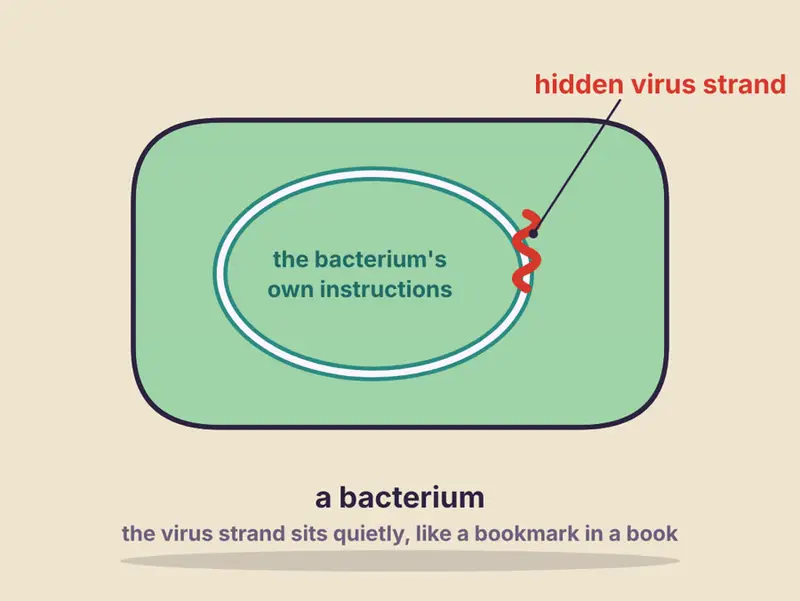 hidden virus strand
the bacterium's
own instructions
a bacterium
the virus strand sits quietly, like a bookmark in a book